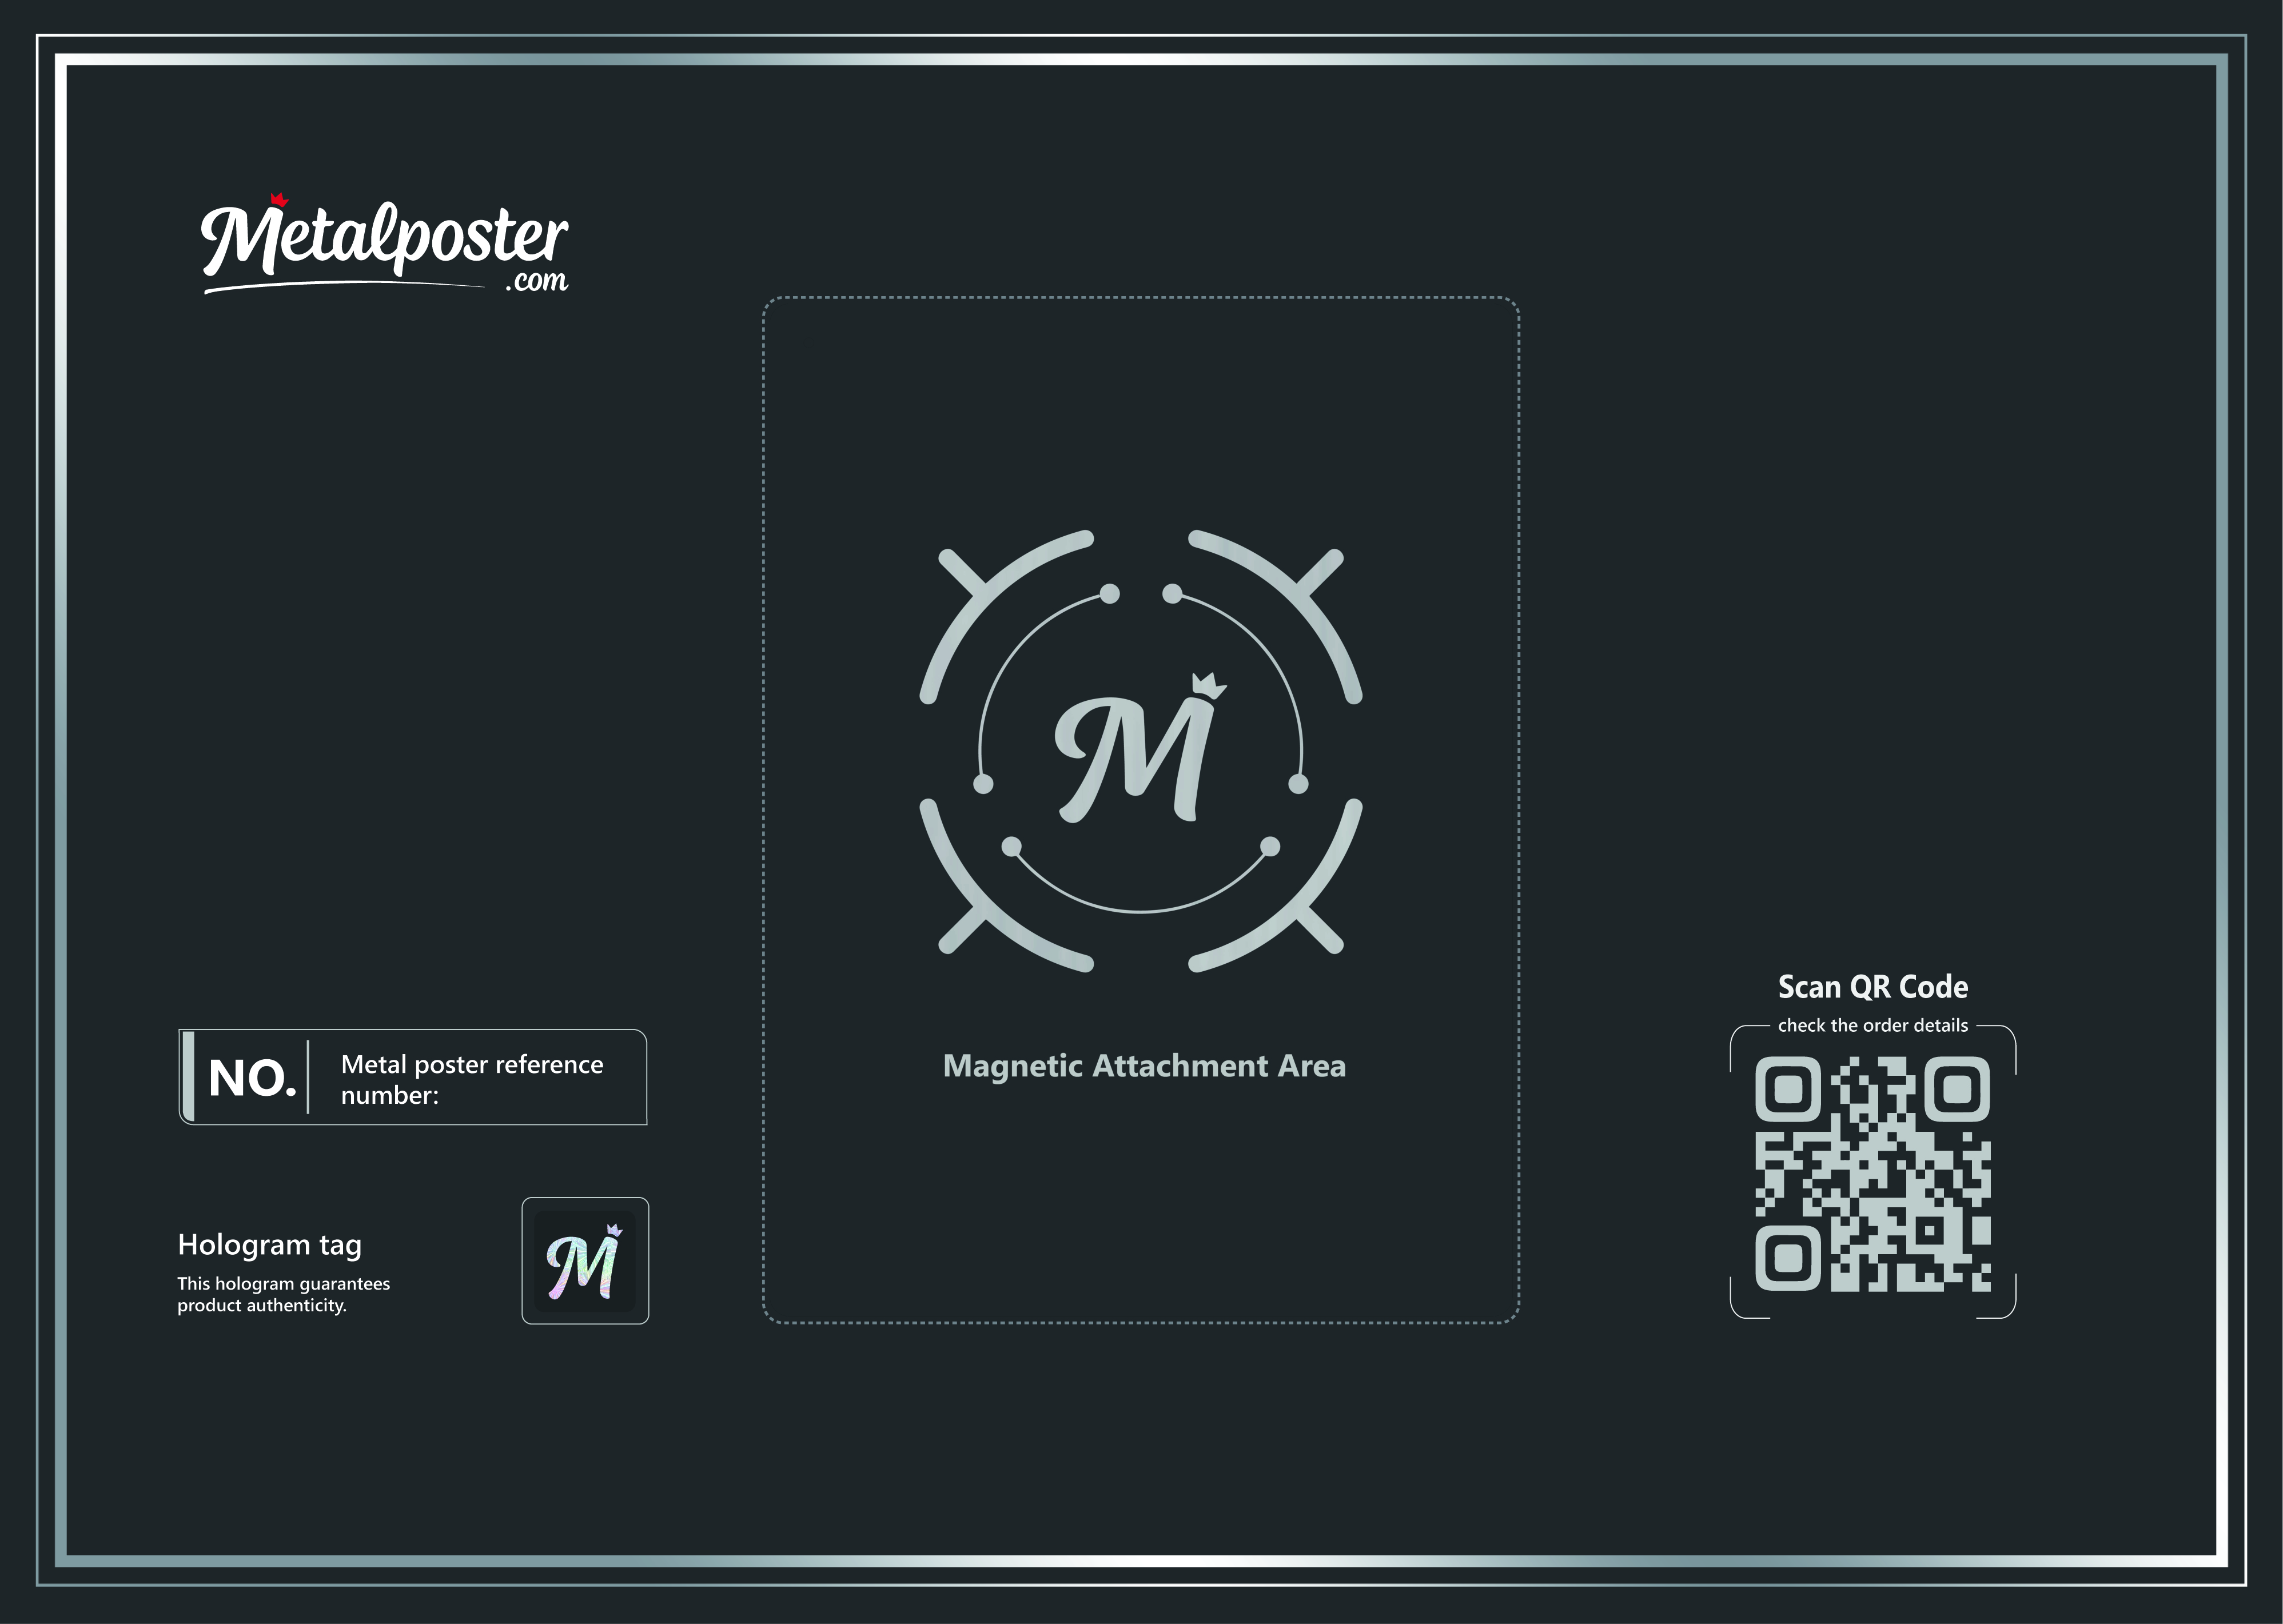 Metalposter
.com
M
Magnetic Attachment Area
NO.
Metal poster reference
number:
Hologram tag
This hologram guarantees
product authenticity.
M
Scan QR Code
check the order details